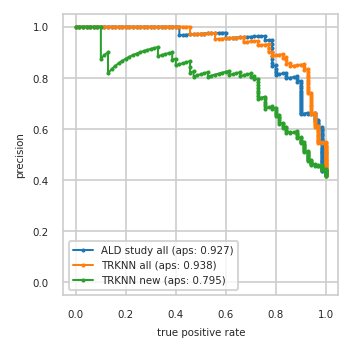 1.0
0.8
0.6
0.4
0.2
0.0
precision
ALD study all (aps: 0.927)
TRKNN all (aps: 0.938)
TRKNN new (aps: 0.795)
0.0 0.2 0.4 0.6 0.8 1.0
true positive rate